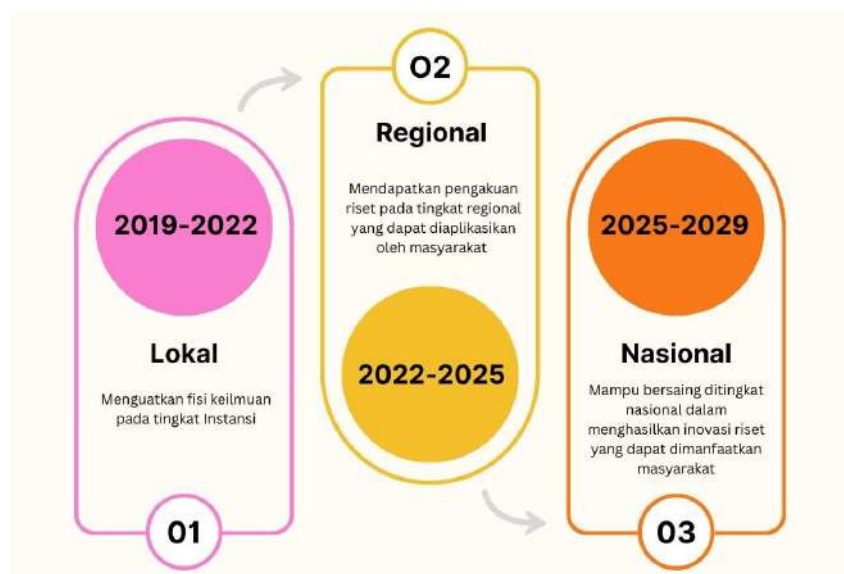 2019-2022
Lokal
Menguatkan fisi keilmuan
pada tingkat Instansi
01
02
Regional
Mendapatkan pengakuan
riset pada tingkat regional
yang dapat diaplikasikan
oleh masyarakat
2022-2025
2025-2029
Nasional
Mampu bersaing ditingkat
nasional dalam
menghasilkan inovasi riset
yang dapat dimanfaatkan
masyarakat
03